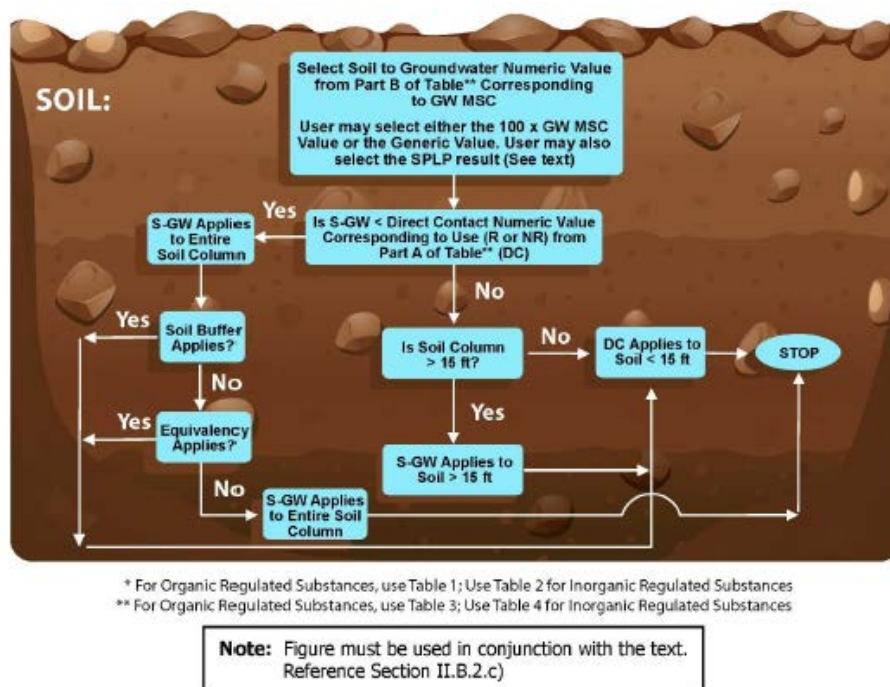 SOIL:
Select Soil to Groundwater Numeric Value
from Part B of Table** Corresponding
to GW MSC
User may select either the 100 x GW MSC
Value or the Generic Value. User may also
select the SPLP result (See text)
Yes
S-GW Applies
to Entire
Soil Column
Is S-GW < Direct Contact Numeric Value
Corresponding to Use (R or NR) from
Part A of Table** (DC)
No
Yes
Soil Buffer
Applies?
Is Soil Column
> 15 ft?
No
DC Applies to
Soil < 15 ft
STOP
No
Yes
Equivalency
Applies?
Yes
S-GW Applies to
Soil > 15 ft
No
S-GW Applies
to Entire Soil
Column
* For Organic Regulated Substances, use Table 1; Use Table 2 for Inorganic Regulated Substances
** For Organic Regulated Substances, use Table 3; Use Table 4 for Inorganic Regulated Substances
Note: Figure must be used in conjunction with the text.
Reference Section II.B.2.c)